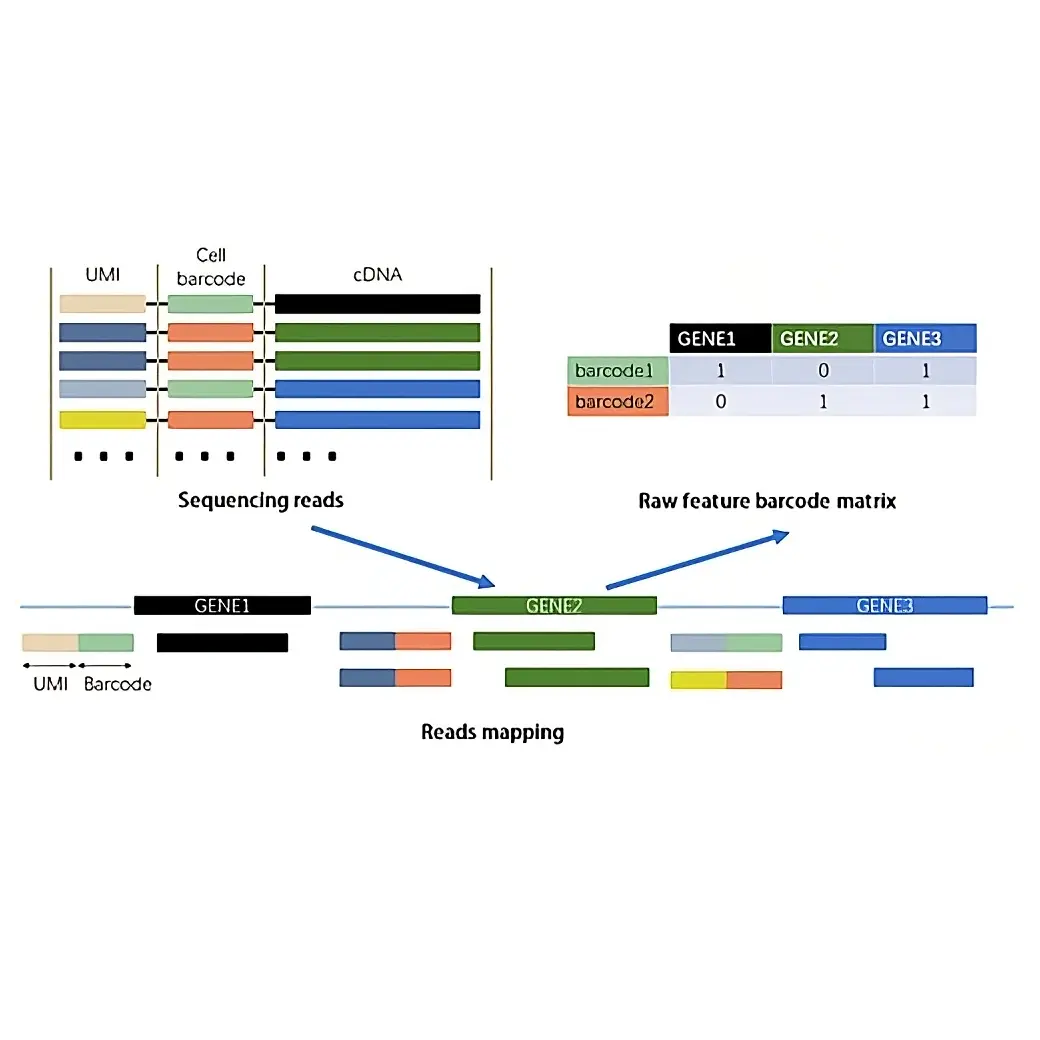 UMI
Cell
barcode
cDNA
GENE1 GENE2 GENE3
barcode1 1 0 1
barcode2 0 1 1
Sequencing reads
Raw feature barcode matrix
GENE1 GENE2 GENE3
UMI Barcode
Reads mapping